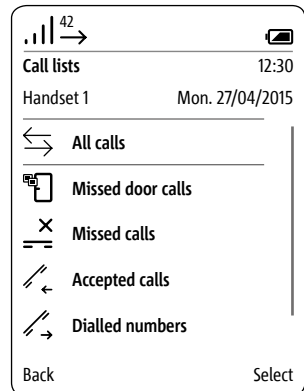 42
Call lists 12:30
Handset 1 Mon. 27/04/2015
All calls
Missed door calls
Missed calls
Accepted calls
Dialled numbers
Back Select